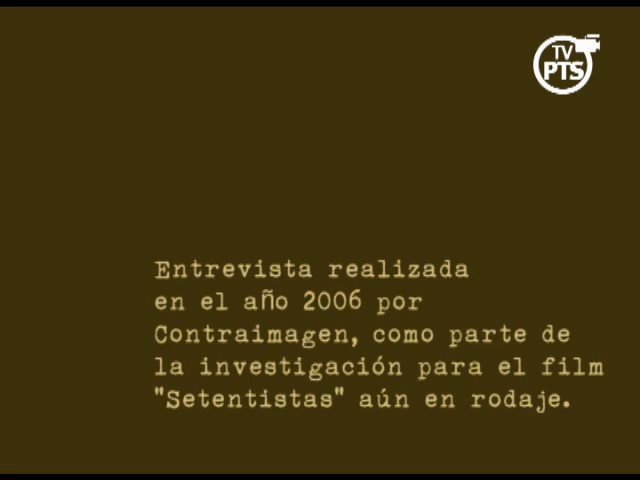 TV
PTS
Entrevista realizada
en el año 2006 por
Contraimagen, como parte de
la investigación para el film
"Setentistas" aún en rodaje.